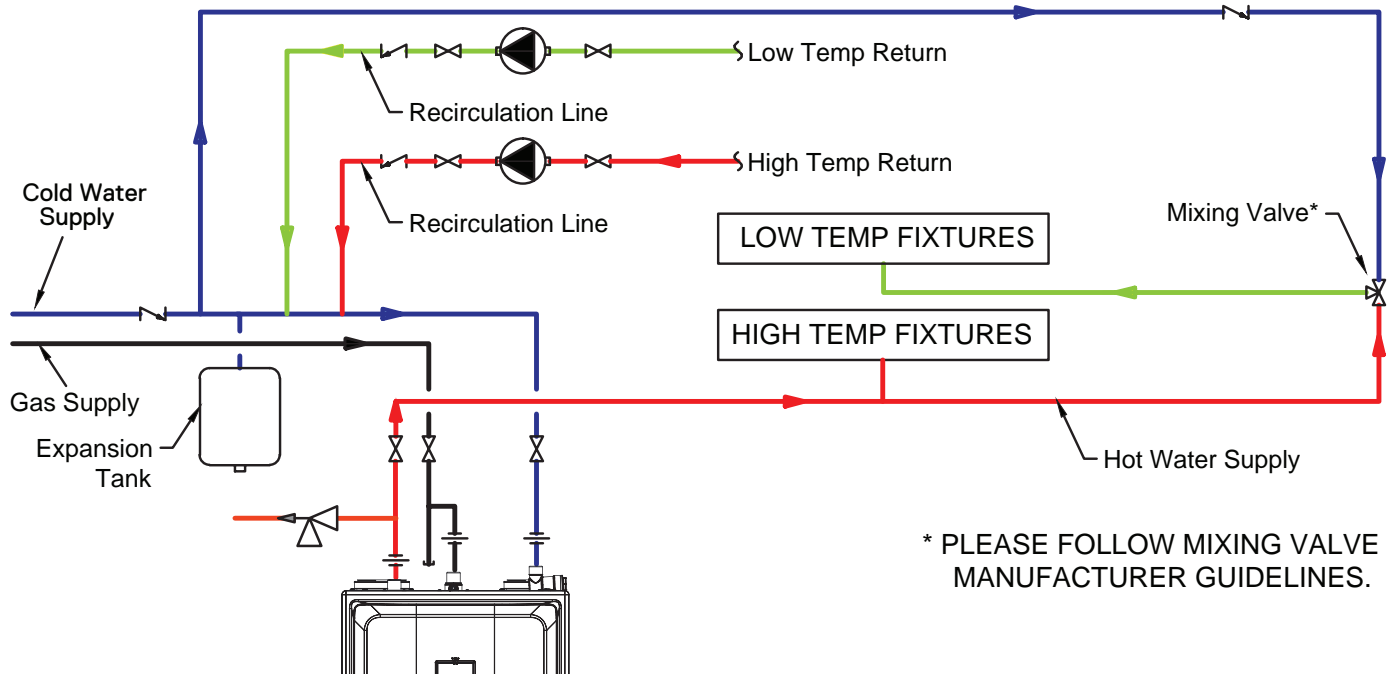 Low Temp Return
Recirculation Line
High Temp Return
Recirculation Line
Cold Water
Supply
Mixing Valve*
LOW TEMP FIXTURES
HIGH TEMP FIXTURES
Gas Supply
Expansion
Tank
Hot Water Supply
* PLEASE FOLLOW MIXING VALVE
MANUFACTURER GUIDELINES.